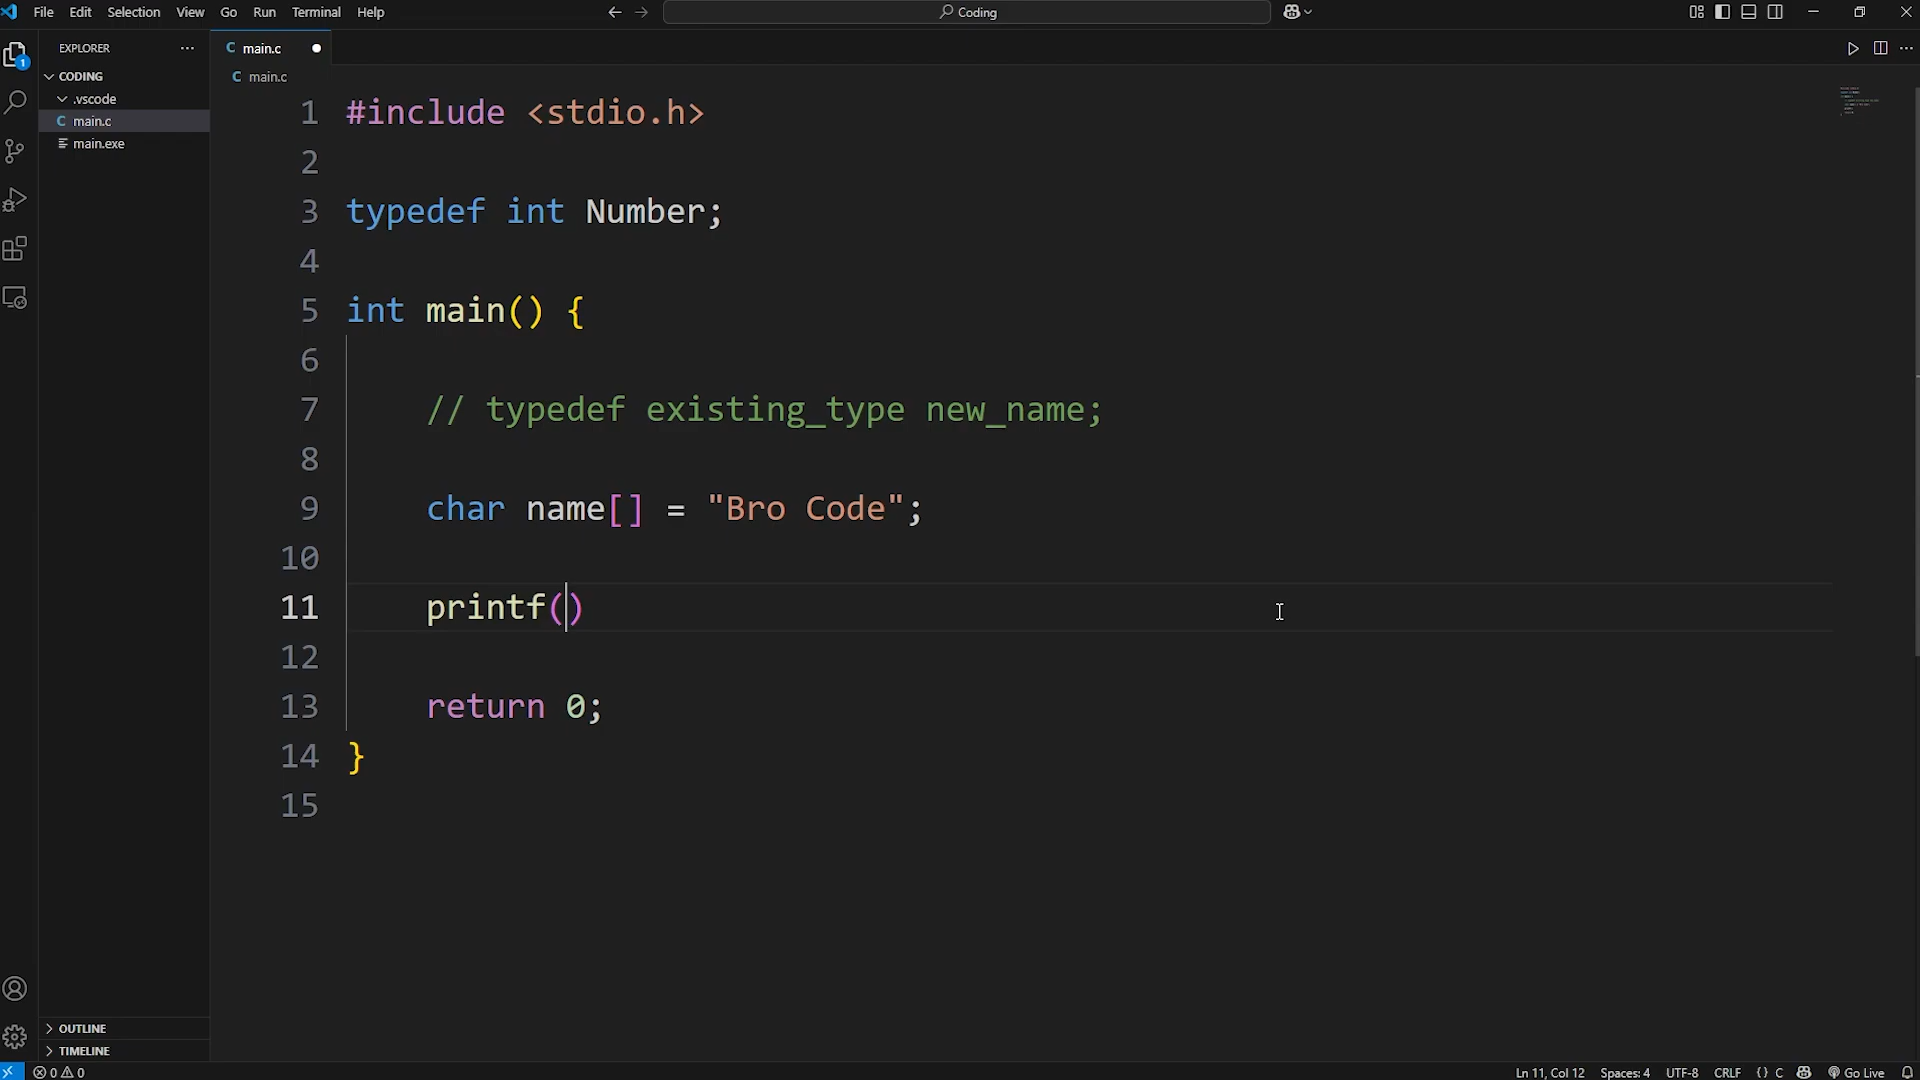 File Edit Selection View Go Run Terminal Help
Coding
EXPLORER
CODING
.vscode
C main.c
main.exe
OUTLINE
TIMELINE
1
C main.c
C main.c
1 #include <stdio.h>
2
3 typedef int Number;
4
5 int main() {
6
7 // typedef existing_type new_name;
8
9 char name[] = "Bro Code";
10
11 printf()
12
13 return 0;
14 }
15
0 0
Ln 11, Col 12 Spaces: 4 UTF-8 CRLF {} C Go Live